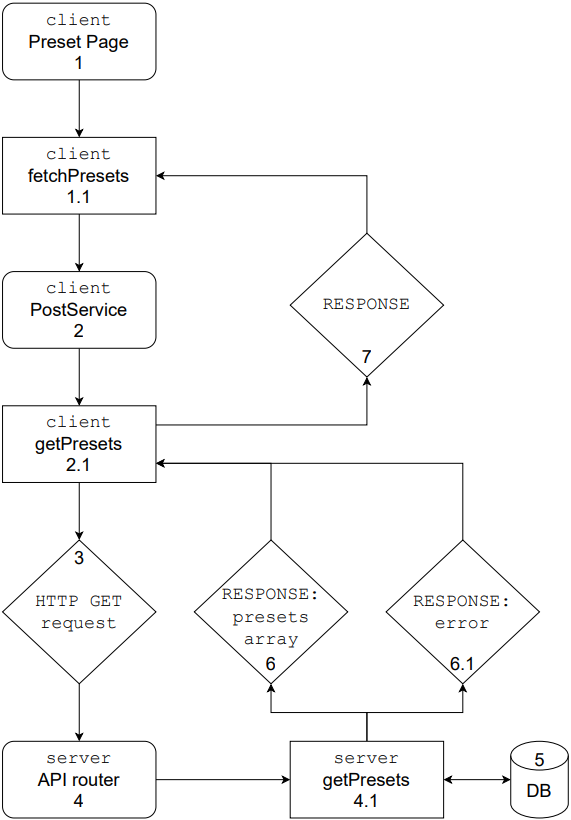 client
Preset Page
1
client
fetchPresets
1.1
client
PostService
2
RESPONSE
7
client
getPresets
2.1
3
HTTP GET
request
RESPONSE:
presets
array
6
RESPONSE:
error
6.1
server
API router
4
server
getPresets
4.1
5
DB